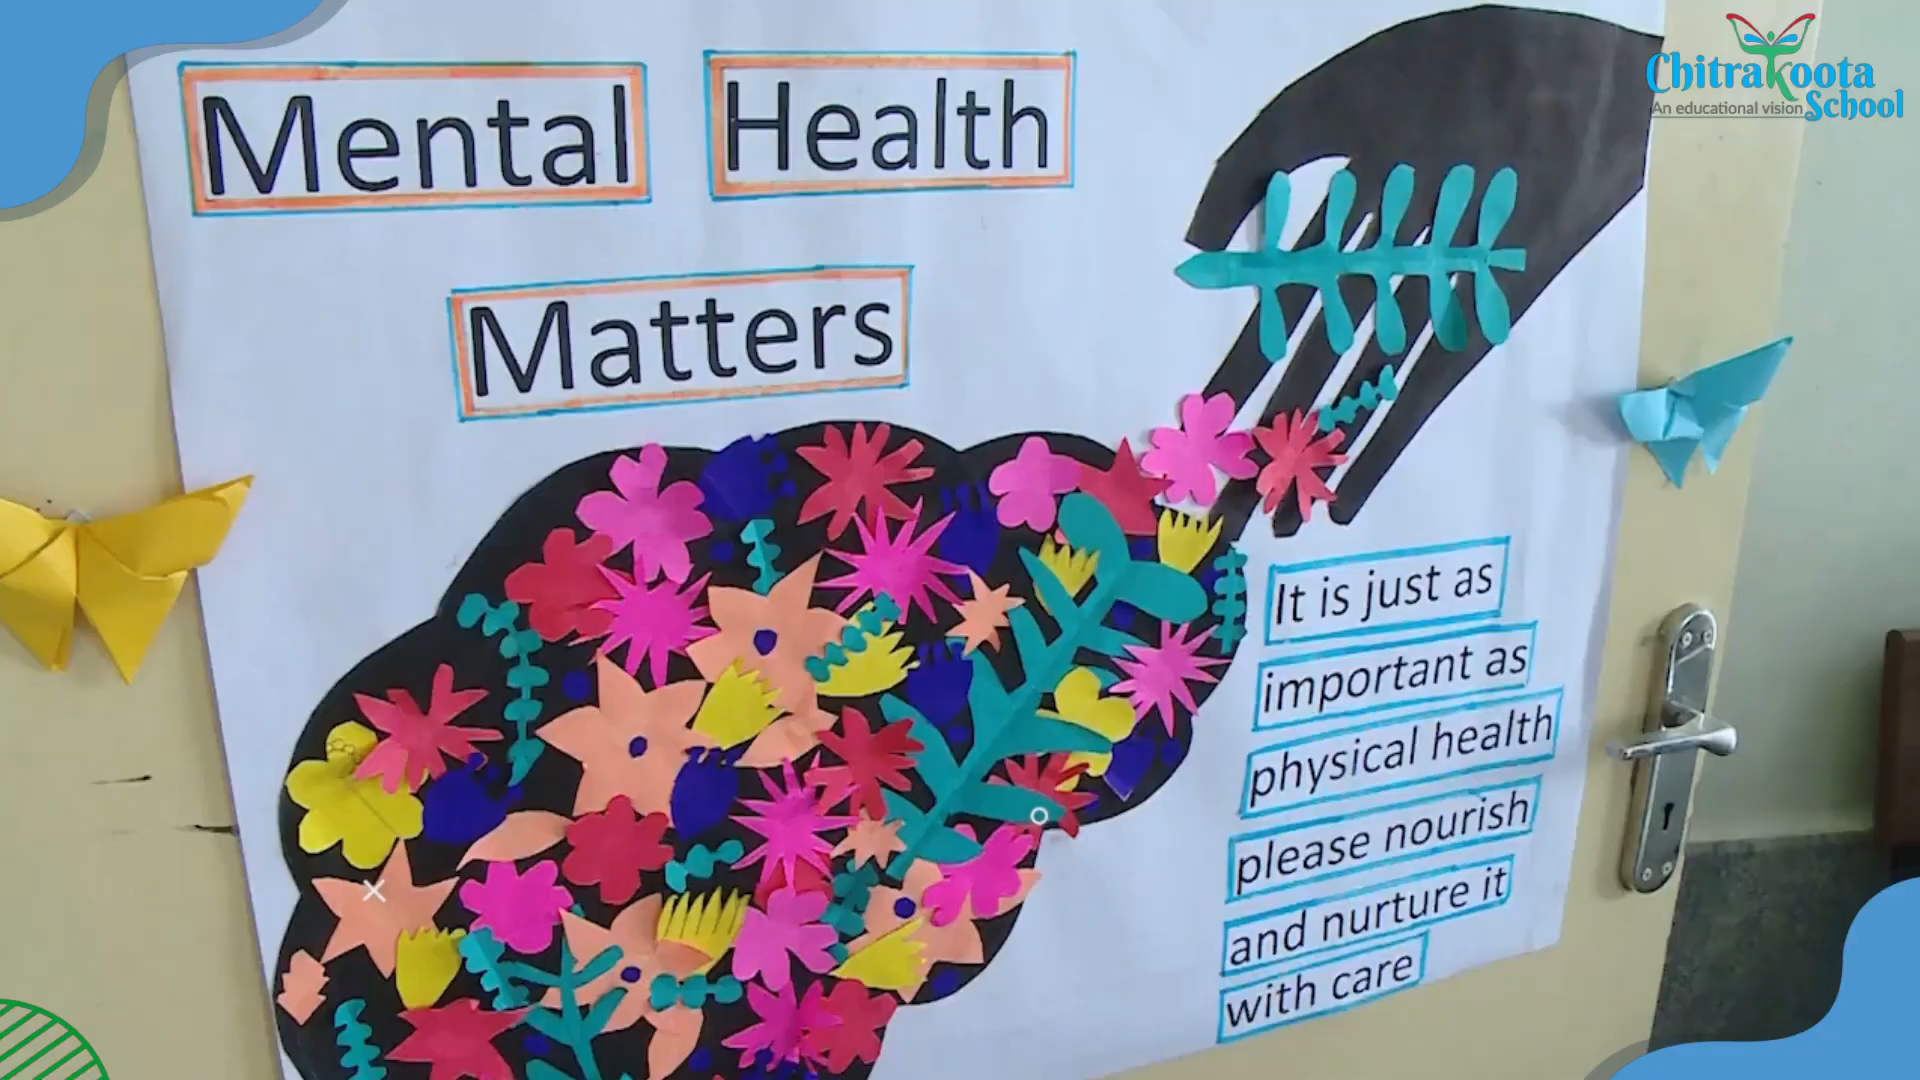 Mental Health
Matters
It is just as
important as
physical health
please nourish
and nurture it
with care
Chitrakoota
An educational vision School